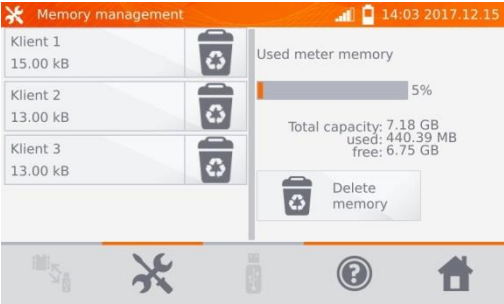 Memory management
14:03 2017.12.15
Klient 1
15.00 kB
Klient 2
13.00 kB
Klient 3
13.00 kB
Used meter memory
5%
Total capacity: 7.18 GB
used: 440.39 MB
free: 6.75 GB
Delete
memory